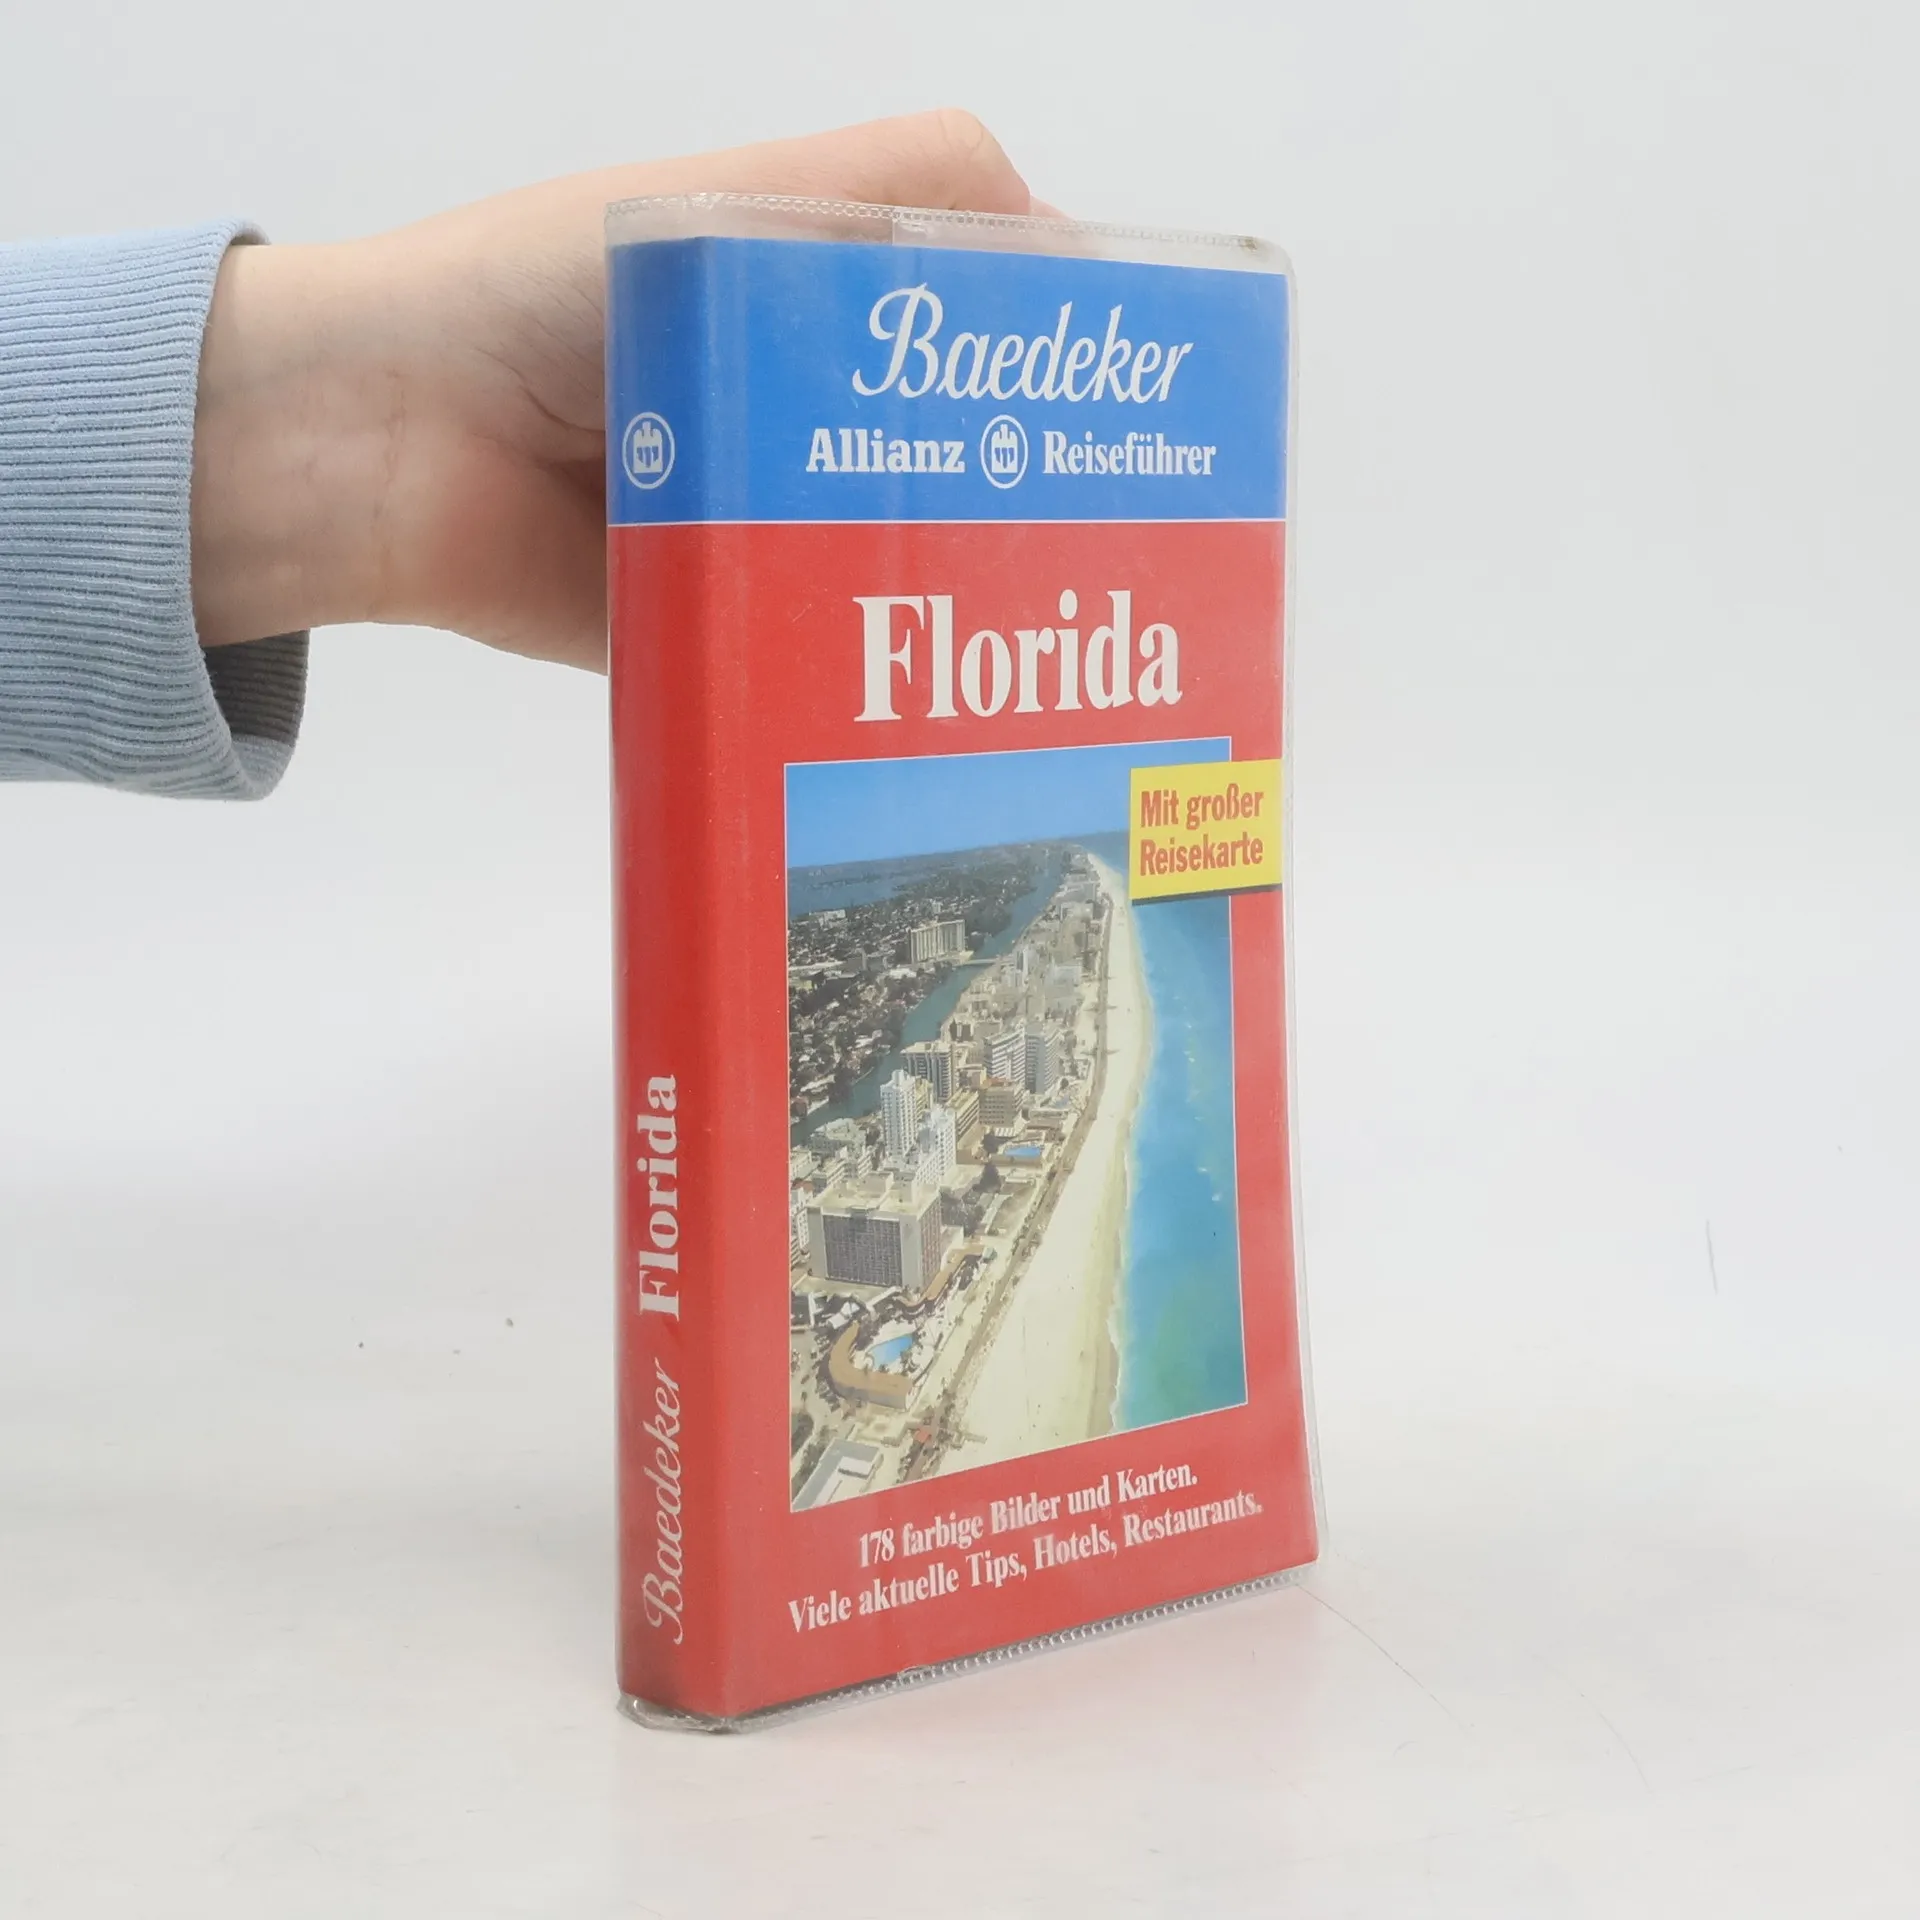 Baedeker
Allianz Reiseführer
Florida
Mit großer
Reisekarte
178 farbige Bilder und Karten.
Viele aktuelle Tips, Hotels, Restaurants.
Baedeker Florida